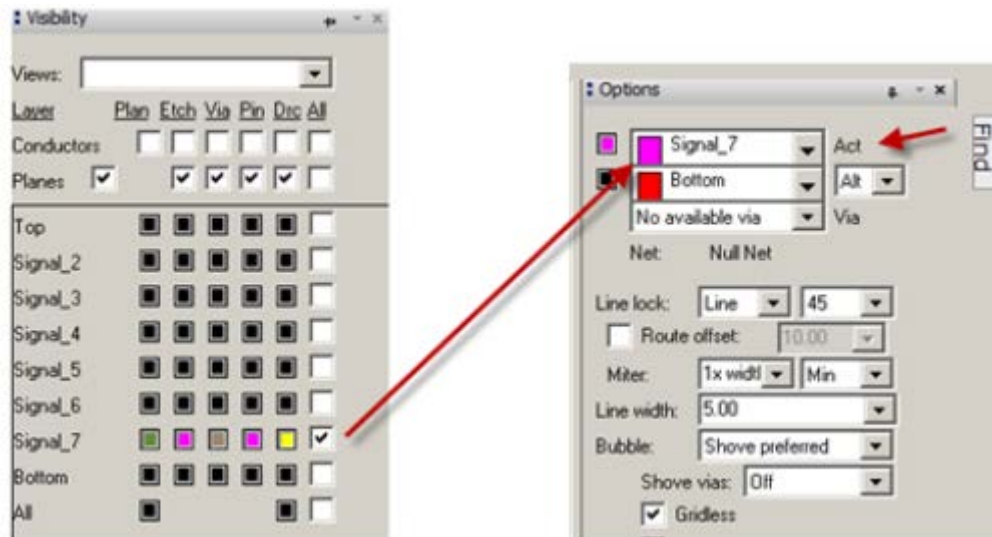 Visibility
Views:
Layer Plan Etch Via Pin Drc All
Conductors
Planes
Top
Signal_2
Signal_3
Signal_4
Signal_5
Signal_6
Signal_7
Bottom
All
Options
Signal_7 Act
Bottom Alt
No available via Via
Net: Null Net
Line lock: Line 45
Route offset: 10.00
Miter: 1x widtl Min
Line width: 5.00
Bubble: Shove preferred
Shove vias: Off
Gridless
Find